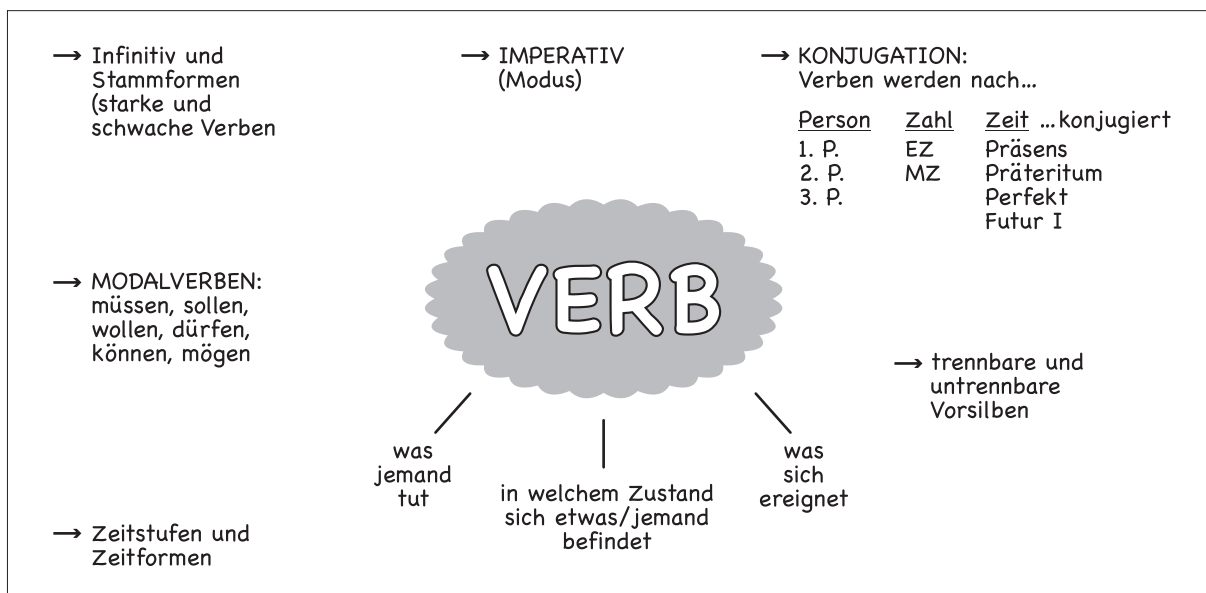 → Infinitiv und
Stammformen
(starke und
schwache Verben
→ IMPERATIV
(Modus)
→ KONJUGATION:
Verben werden nach...
Person Zahl Zeit ...konjugiert
1. P. EZ Präsens
2. P. MZ Präteritum
3. P. Perfekt
Futur I
→ MODALVERBEN:
müssen, sollen,
wollen, dürfen,
können, mögen
VERB
→ trennbare und
untrennbare
Vorsilben
was
jemand
tut
in welchem Zustand
sich etwas/jemand
befindet
was
sich
ereignet
→ Zeitstufen und
Zeitformen